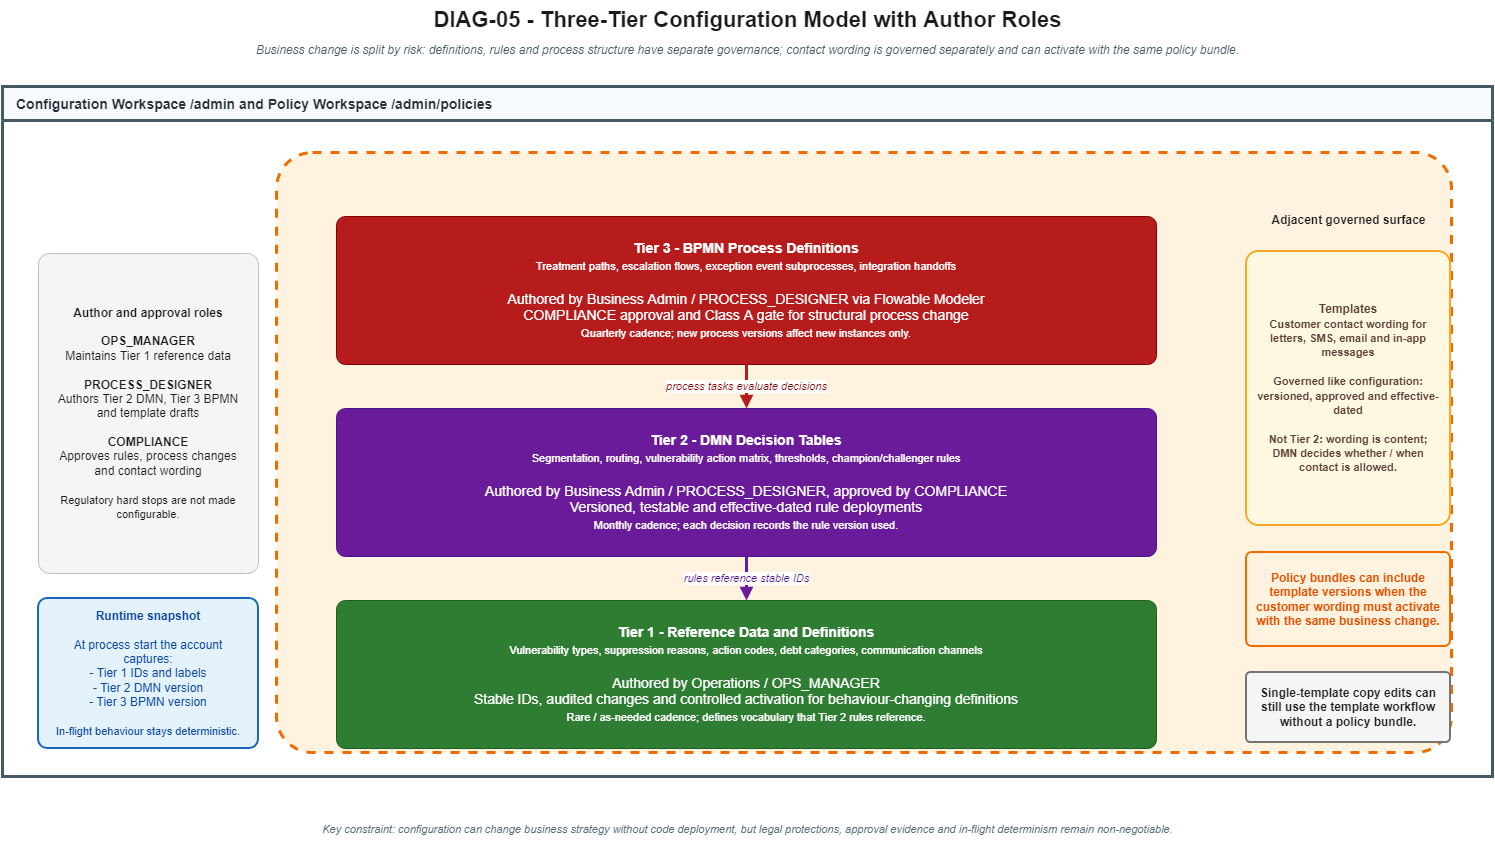 DIAG-05 - Three-Tier Configuration Model with Author Roles
Business change is split by risk: definitions, rules and process structure have separate governance; contact wording is governed separately and can activate with the same policy bundle.
Configuration Workspace /admin and Policy Workspace /admin/policies
Author and approval roles
OPS_MANAGER
Maintains Tier 1 reference data
PROCESS_DESIGNER
Authors Tier 2 DMN, Tier 3 BPMN
and template drafts
COMPLIANCE
Approves rules, process changes
and contact wording
Regulatory hard stops are not made
configurable.
Runtime snapshot
At process start the account
captures:
- Tier 1 IDs and labels
- Tier 2 DMN version
- Tier 3 BPMN version
In-flight behaviour stays deterministic.
Tier 3 - BPMN Process Definitions
Treatment paths, escalation flows, exception event subprocesses, integration handoffs
Authored by Business Admin / PROCESS_DESIGNER via Flowable Modeler
COMPLIANCE approval and Class A gate for structural process change
Quarterly cadence; new process versions affect new instances only.
process tasks evaluate decisions
Tier 2 - DMN Decision Tables
Segmentation, routing, vulnerability action matrix, thresholds, champion/challenger rules
Authored by Business Admin / PROCESS_DESIGNER, approved by COMPLIANCE
Versioned, testable and effective-dated rule deployments
Monthly cadence; each decision records the rule version used.
rules reference stable IDs
Tier 1 - Reference Data and Definitions
Vulnerability types, suppression reasons, action codes, debt categories, communication channels
Authored by Operations / OPS_MANAGER
Stable IDs, audited changes and controlled activation for behaviour-changing definitions
Rare / as-needed cadence; defines vocabulary that Tier 2 rules reference.
Adjacent governed surface
Templates
Customer contact wording for
letters, SMS, email and in-app
messages
Governed like configuration:
versioned, approved and effective-
dated
Not Tier 2: wording is content;
DMN decides whether / when
contact is allowed.
Policy bundles can include
template versions when the
customer wording must activate
with the same business change.
Single-template copy edits can
still use the template workflow
without a policy bundle.
Key constraint: configuration can change business strategy without code deployment, but legal protections, approval evidence and in-flight determinism remain non-negotiable.